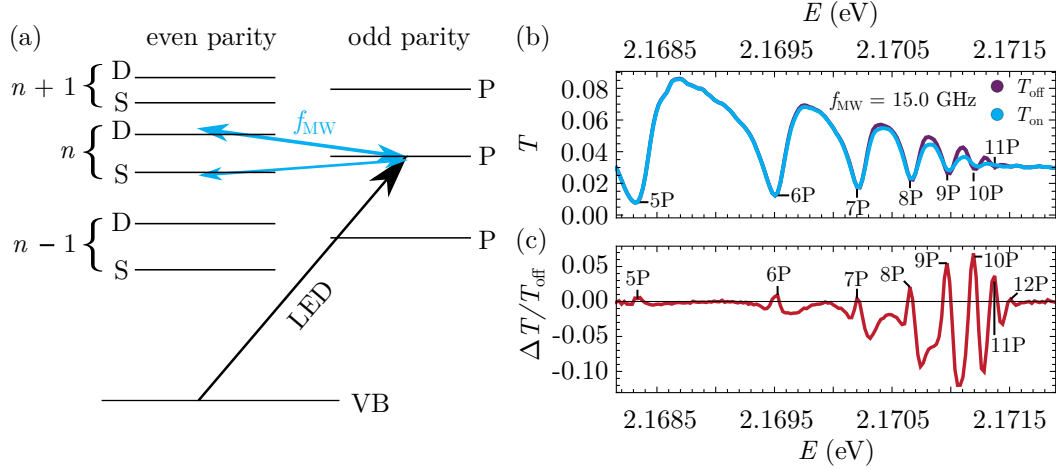 (a)
even parity
odd parity
n + 1 {
D
S
P
n {
D
S
P
f_MW
n − 1 {
D
S
P
LED
VB
(b)
E (eV)
2.1685 2.1695 2.1705 2.1715
T
0.08
0.06
0.04
0.02
0.00
f_MW = 15.0 GHz
T_off
T_on
5P
6P
7P
8P
9P
10P
11P
(c)
ΔT/T_off
0.05
0.00
-0.05
-0.10
5P
6P
7P
8P
9P
10P
11P
12P
2.1685 2.1695 2.1705 2.1715
E (eV)